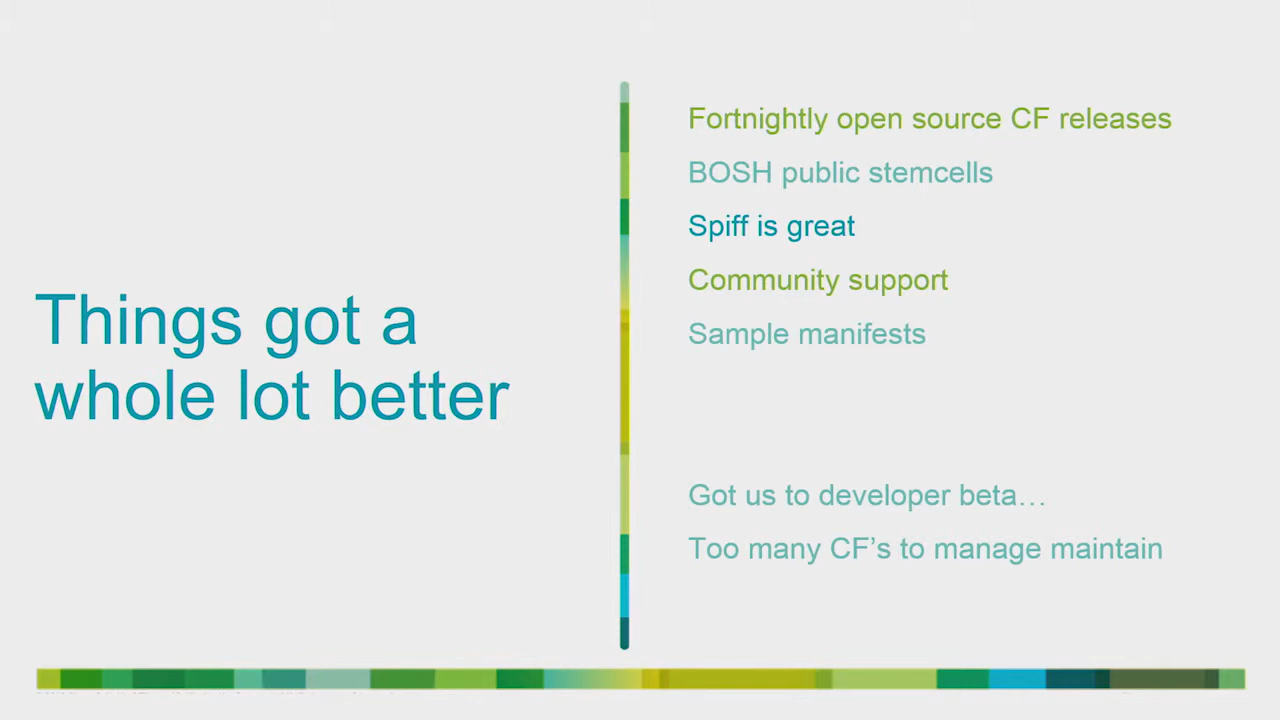 Things got a
whole lot better
Fortnightly open source CF releases
BOSH public stemcells
Spiff is great
Community support
Sample manifests
Got us to developer beta…
Too many CF’s to manage maintain